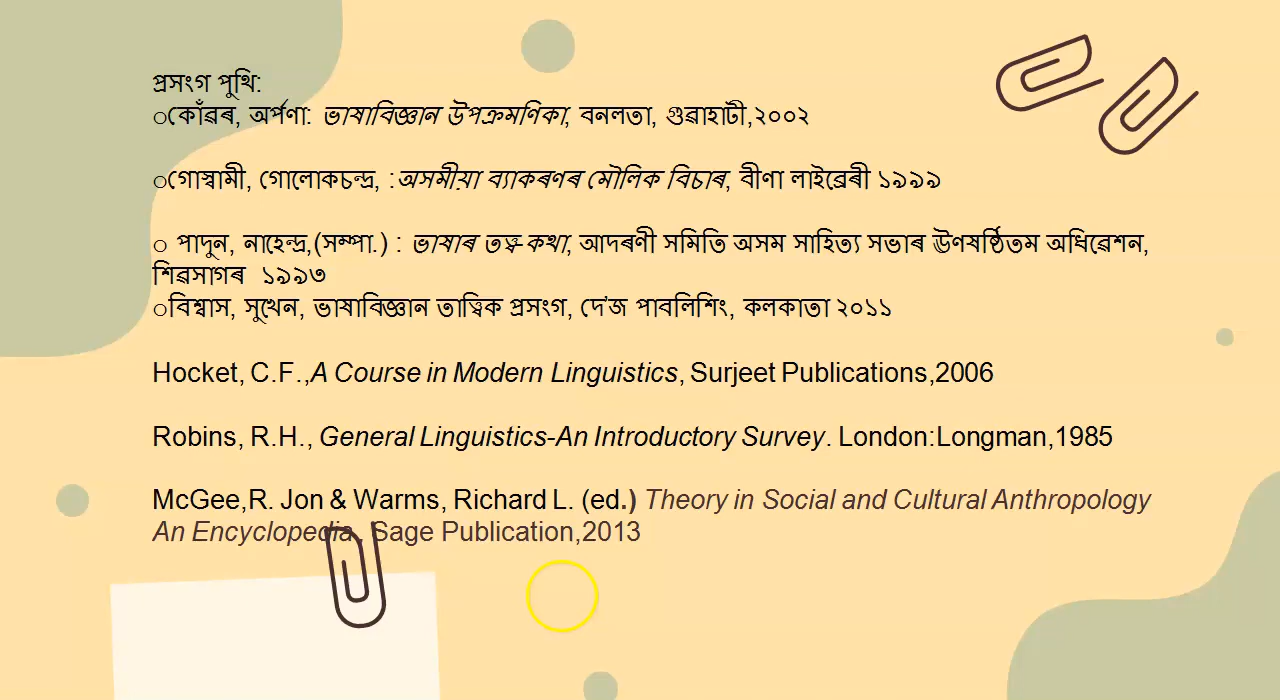 প্রসংগ পুথি:
○কোঁৱৰ, অৰ্পণা: ভাষাবিজ্ঞান উপক্ৰমণিকা, বনলতা, গুৱাহাটী,২০০২
○গোস্বামী, গোলোকচন্দ্ৰ, :অসমীয়া ব্যাকৰণৰ মৌলিক বিচাৰ, বীণা লাইব্ৰেৰী ১৯৯৯
○ পাদুন, নাহেন্দ্ৰ,(সম্পা.) : ভাষাৰ তত্ত্ব-কথা, আদৰণী সমিতি অসম সাহিত্য সভাৰ ঊণষষ্ঠিতম অধিৱেশন,
শিৱসাগৰ ১৯৯৩
○বিশ্বাস, সুখেন, ভাষাবিজ্ঞান তাত্ত্বিক প্ৰসংগ, দে'জ পাবলিশিং, কলকাতা ২০১১
Hocket, C.F.,A Course in Modern Linguistics, Surjeet Publications,2006
Robins, R.H., General Linguistics-An Introductory Survey. London:Longman,1985
McGee,R. Jon & Warms, Richard L. (ed.) Theory in Social and Cultural Anthropology
An Encyclopedia. Sage Publication,2013